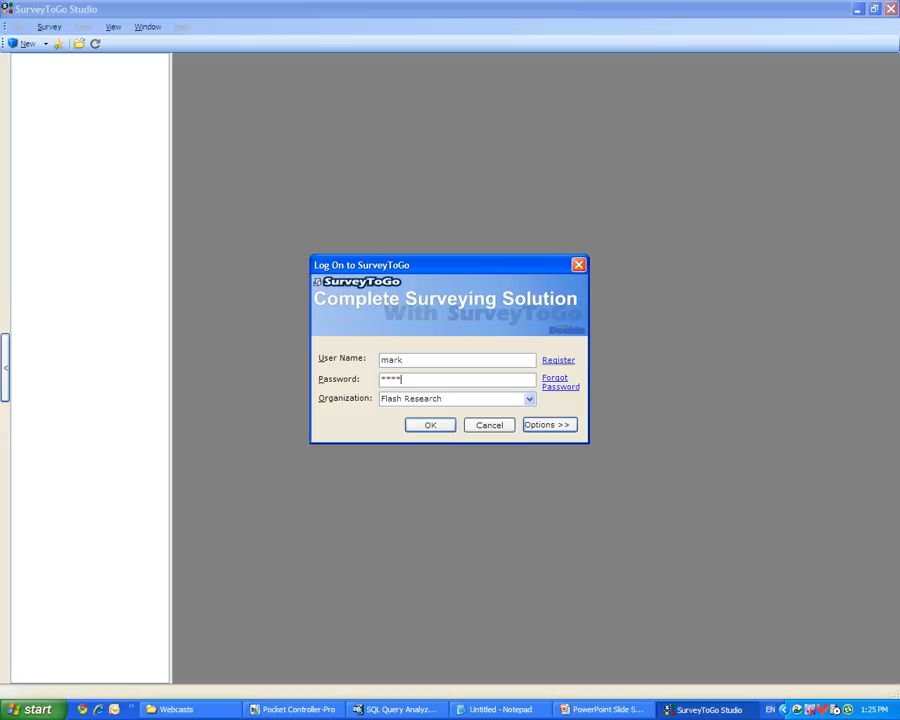 SurveyToGo Studio
Survey View Window
New
Log On to SurveyToGo
SurveyToGo
Complete Surveying Solution
With SurveyToGo
User Name: mark Register
Password: **** Forgot Password
Organization: Flash Research
OK Cancel Options >>
start Webcasts Pocket Controller-Pro SQL Query Analyz... Untitled - Notepad PowerPoint Slide S... SurveyToGo Studio EN 1:25 PM